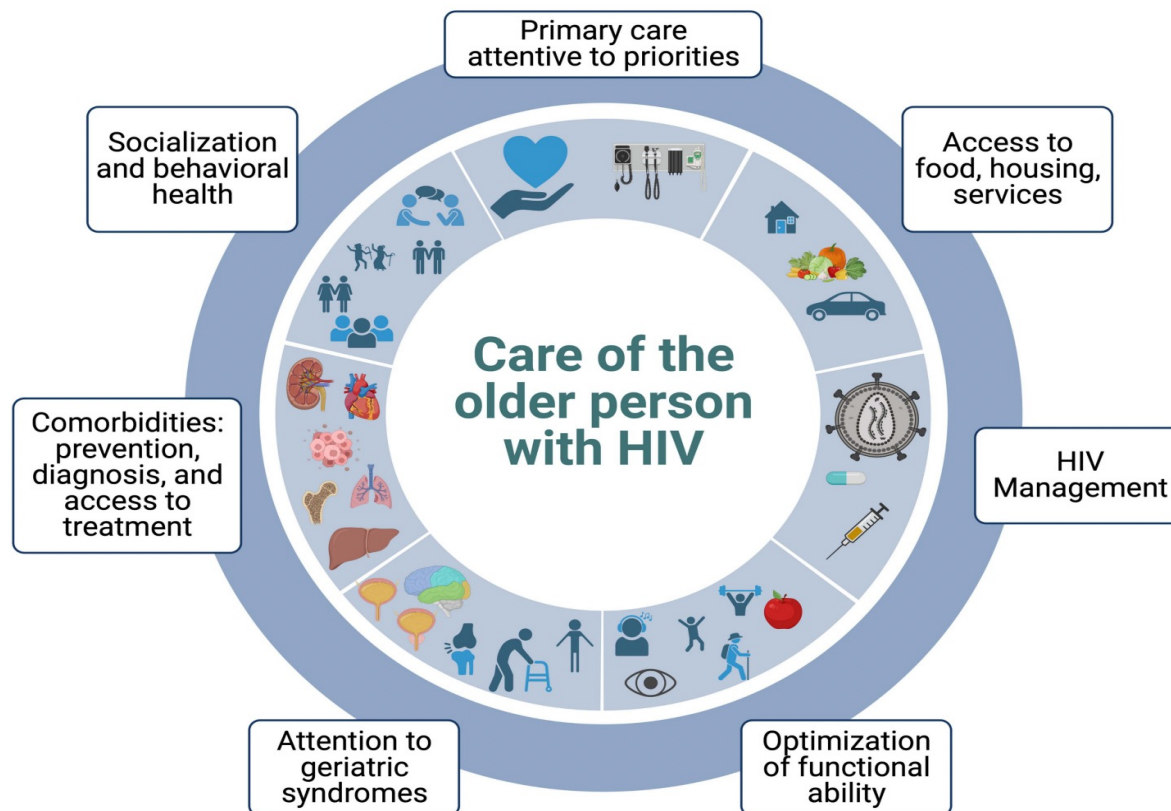 Primary care
attentive to priorities
Socialization
and behavioral
health
Access to
food, housing,
services
Care of the
older person
with HIV
Comorbidities:
prevention,
diagnosis, and
access to
treatment
HIV
Management
Attention to
geriatric
syndromes
Optimization
of functional
ability